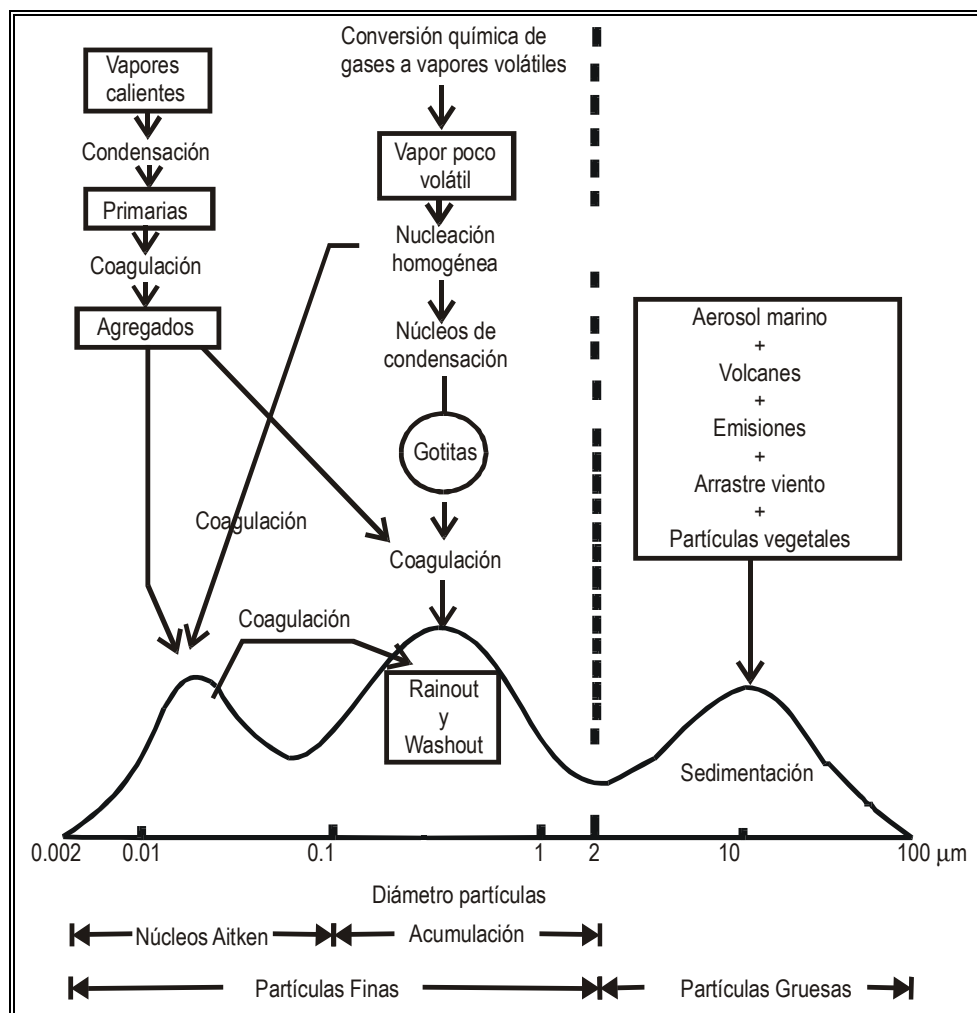 Vapores
calientes
Condensación
Primarias
Coagulación
Agregados
Conversión química de
gases a vapores volátiles
Vapor poco
volátil
Nucleación
homogénea
Núcleos de
condensación
Gotitas
Coagulación
Coagulación
Coagulación
Aerosol marino
+
Volcanes
+
Emisiones
+
Arrastre viento
+
Partículas vegetales
Rainout
y
Washout
Sedimentación
0.002 0.01 0.1 1 2 10 100 μm
Diámetro partículas
Núcleos Aitken Acumulación
Partículas Finas Partículas Gruesas